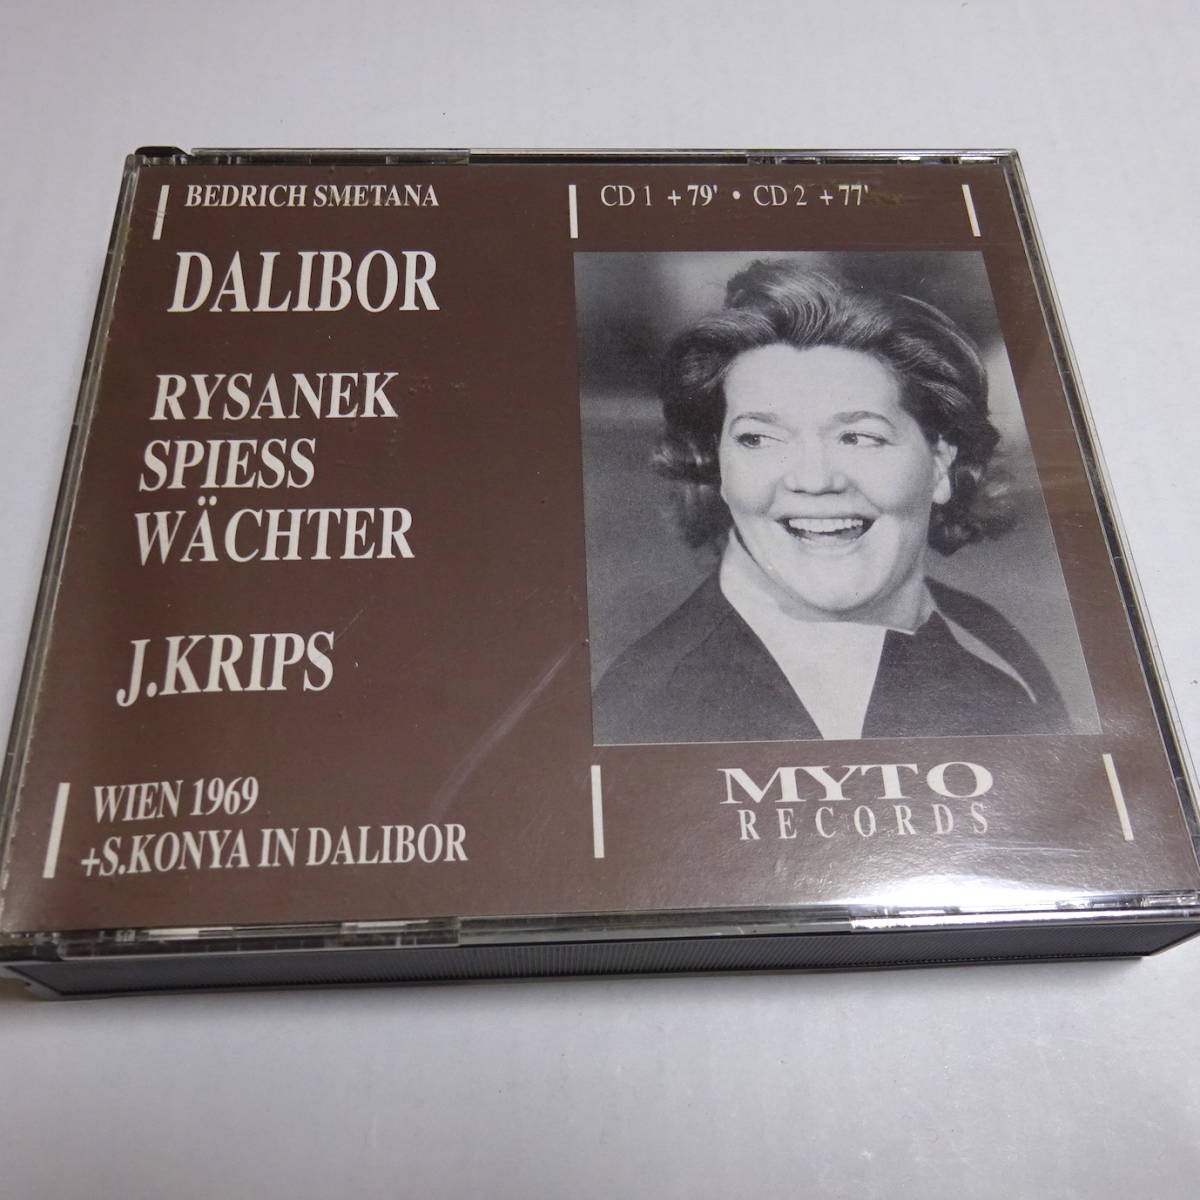 BEDRICH SMETANA
DALIBOR
RYSANEK
SPIESS
WÄCHTER
J.KRIPS
WIEN 1969
+S.KONYA IN DALIBOR
CD 1 +79' • CD 2 +77'
MYTO
RECORDS